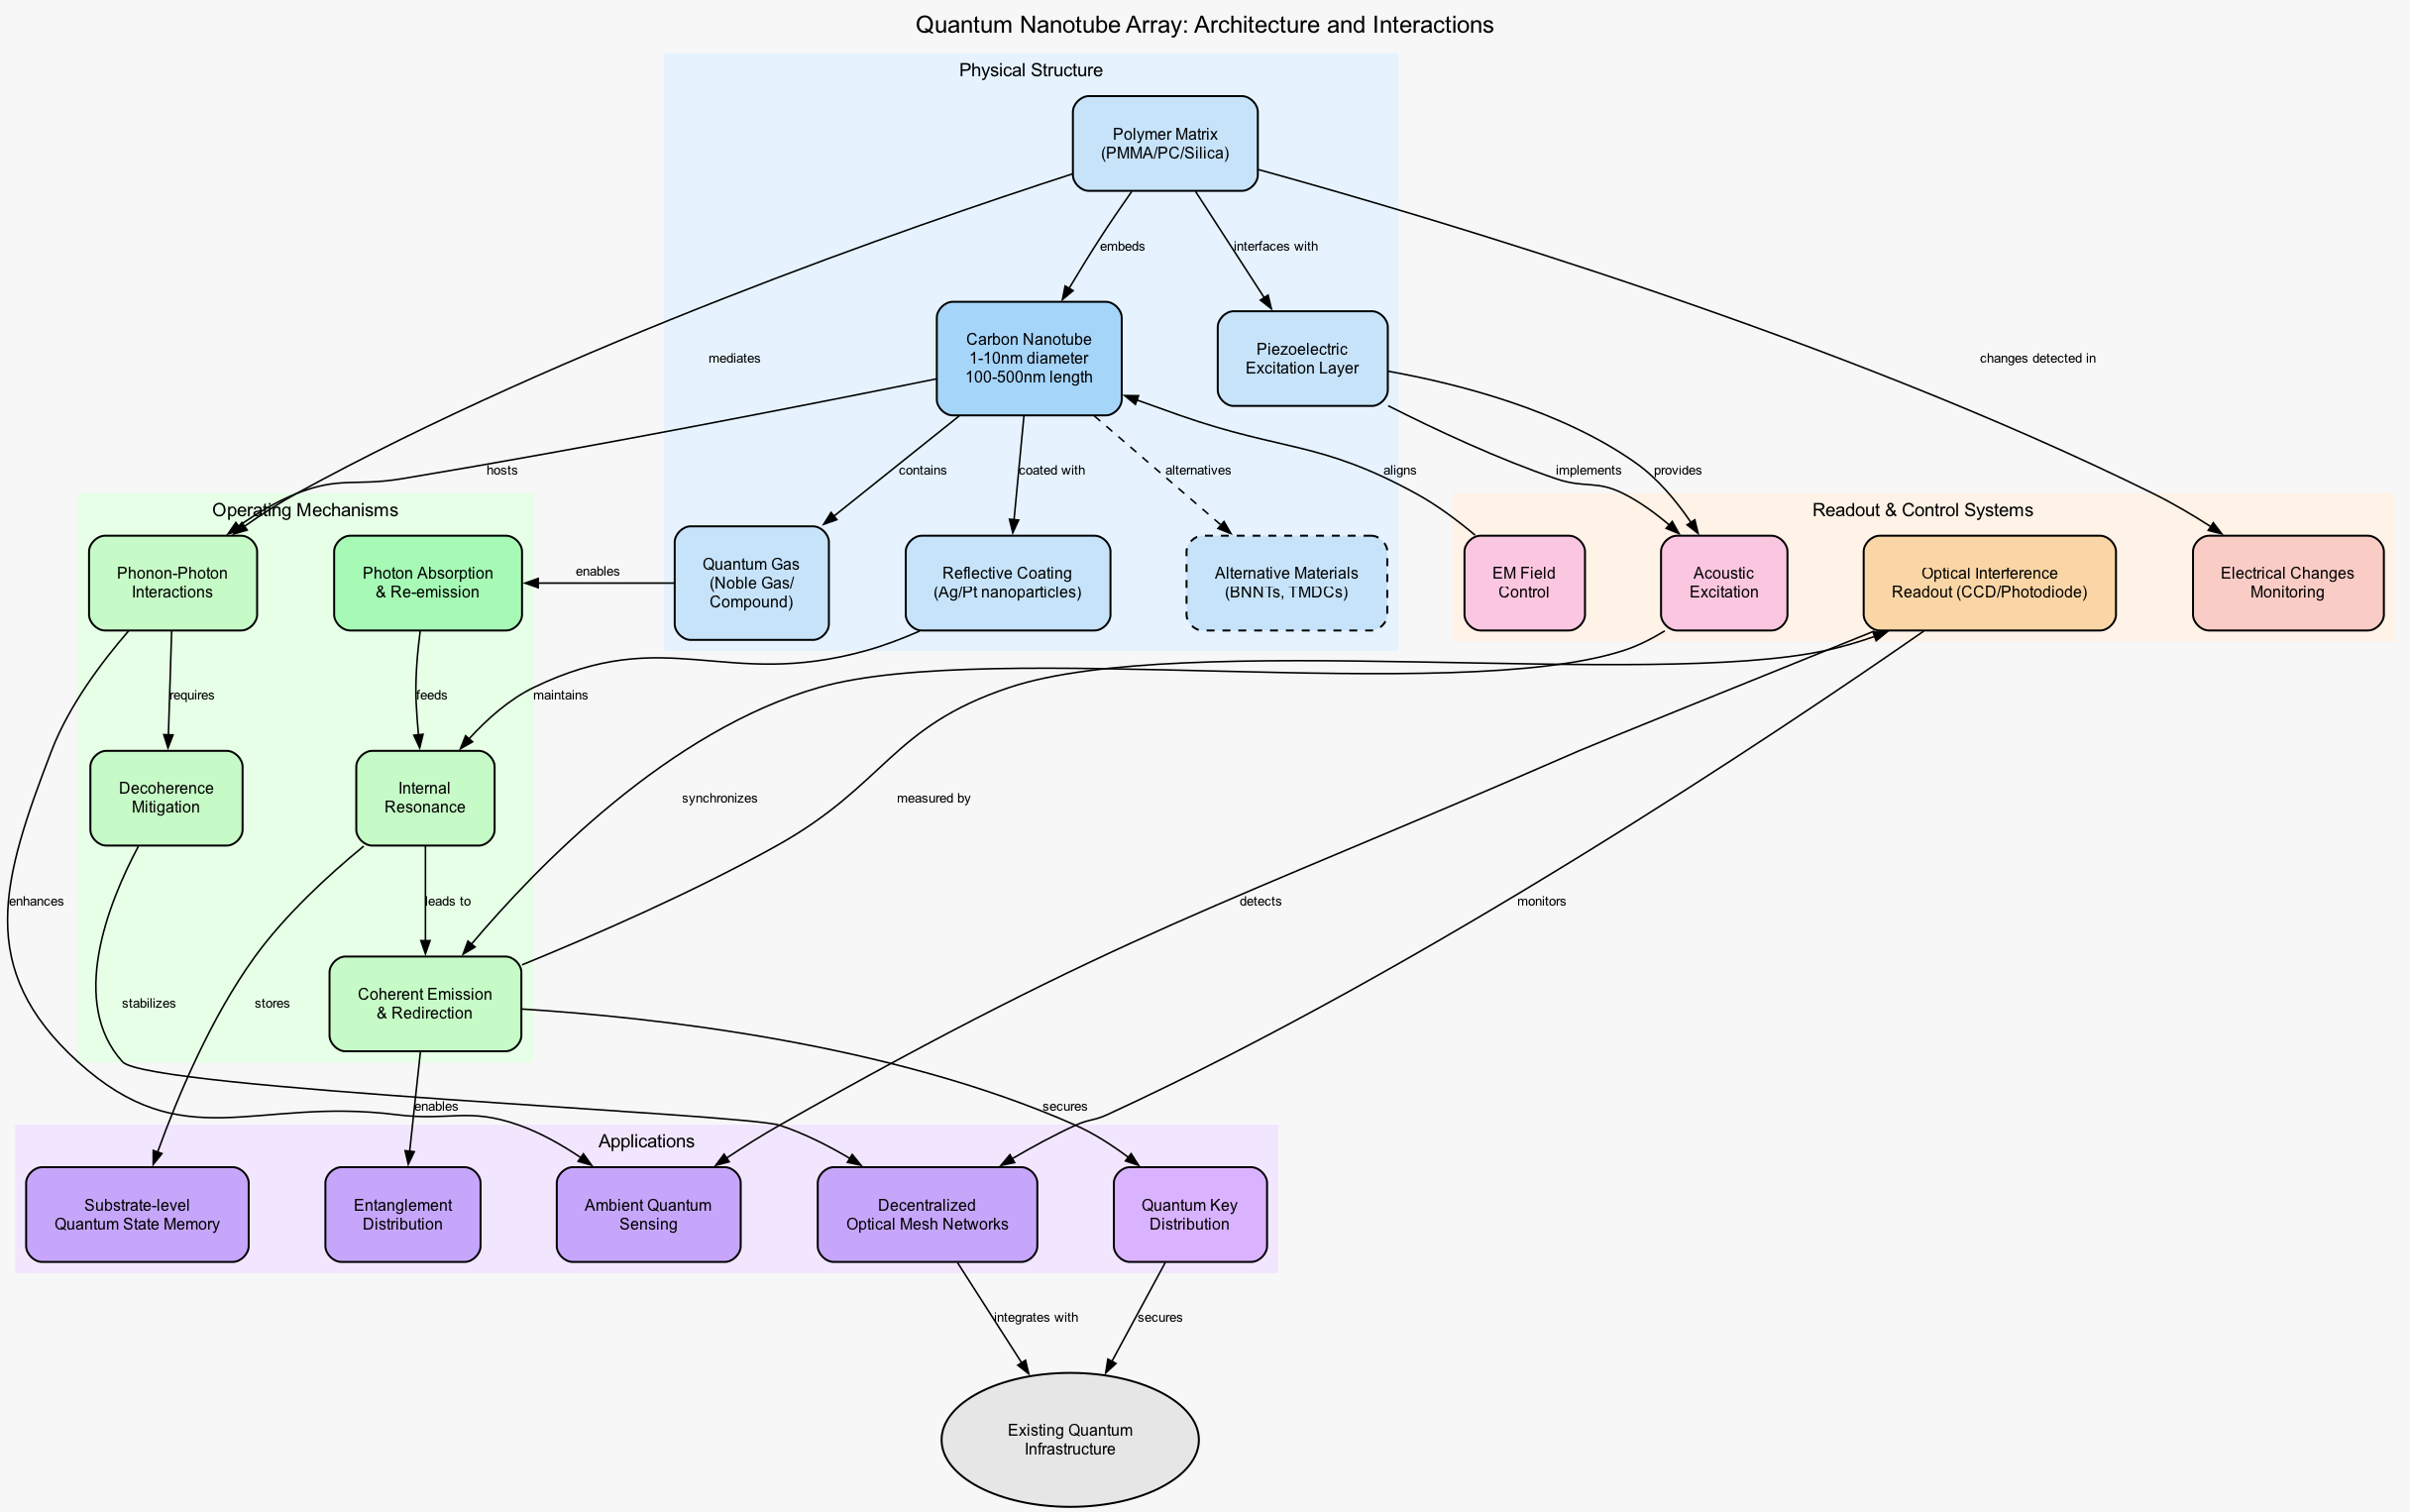 Quantum Nanotube Array: Architecture and Interactions
Physical Structure
Polymer Matrix
(PMMA/PC/Silica)
embeds
interfaces with
mediates
changes detected in
Carbon Nanotube
1-10nm diameter
100-500nm length
Piezoelectric
Excitation Layer
hosts
contains
coated with
alternatives
aligns
implements
provides
Operating Mechanisms
Readout & Control Systems
Phonon-Photon
Interactions
Photon Absorption
& Re-emission
enables
Quantum Gas
(Noble Gas/
Compound)
Reflective Coating
(Ag/Pt nanoparticles)
Alternative Materials
(BNNTs, TMDCs)
EM Field
Control
Acoustic
Excitation
Optical Interference
Readout (CCD/Photodiode)
Electrical Changes
Monitoring
requires
feeds
maintains
Decoherence
Mitigation
Internal
Resonance
synchronizes
measured by
enhances
leads to
detects
monitors
Coherent Emission
& Redirection
stabilizes
stores
enables
secures
Applications
Substrate-level
Quantum State Memory
Entanglement
Distribution
Ambient Quantum
Sensing
Decentralized
Optical Mesh Networks
Quantum Key
Distribution
integrates with
secures
Existing Quantum
Infrastructure